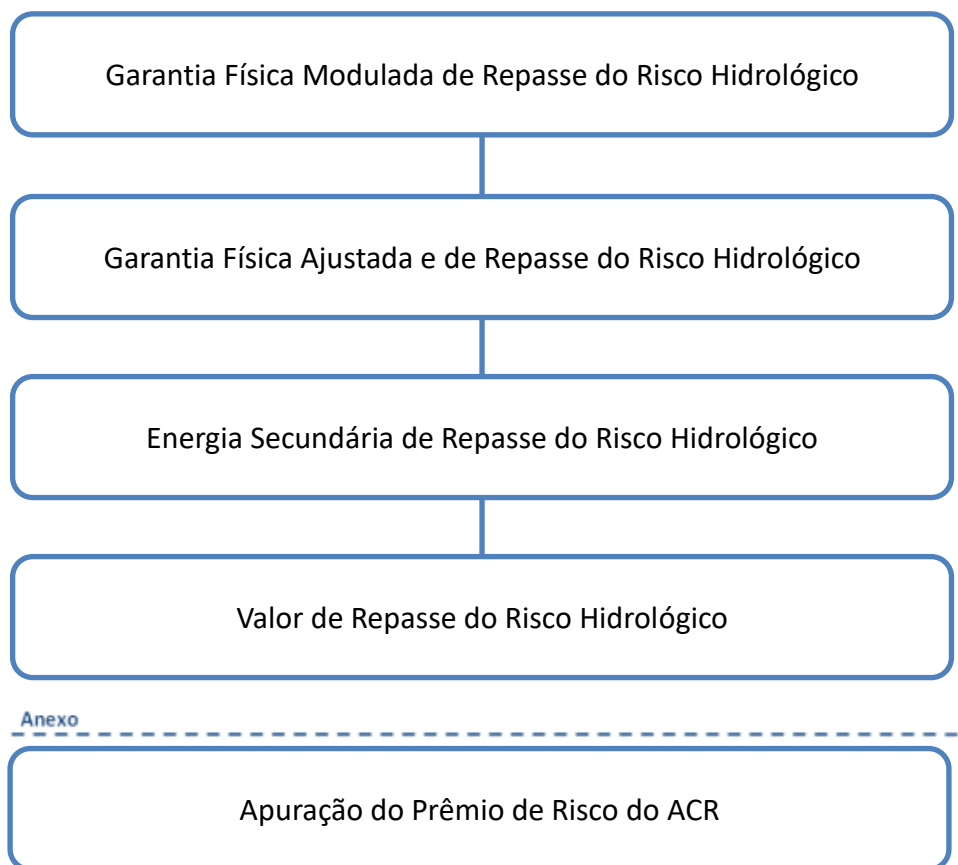 Garantia Física Modulada de Repasse do Risco Hidrológico
Garantia Física Ajustada e de Repasse do Risco Hidrológico
Energia Secundária de Repasse do Risco Hidrológico
Valor de Repasse do Risco Hidrológico
Anexo
Apuração do Prêmio de Risco do ACR